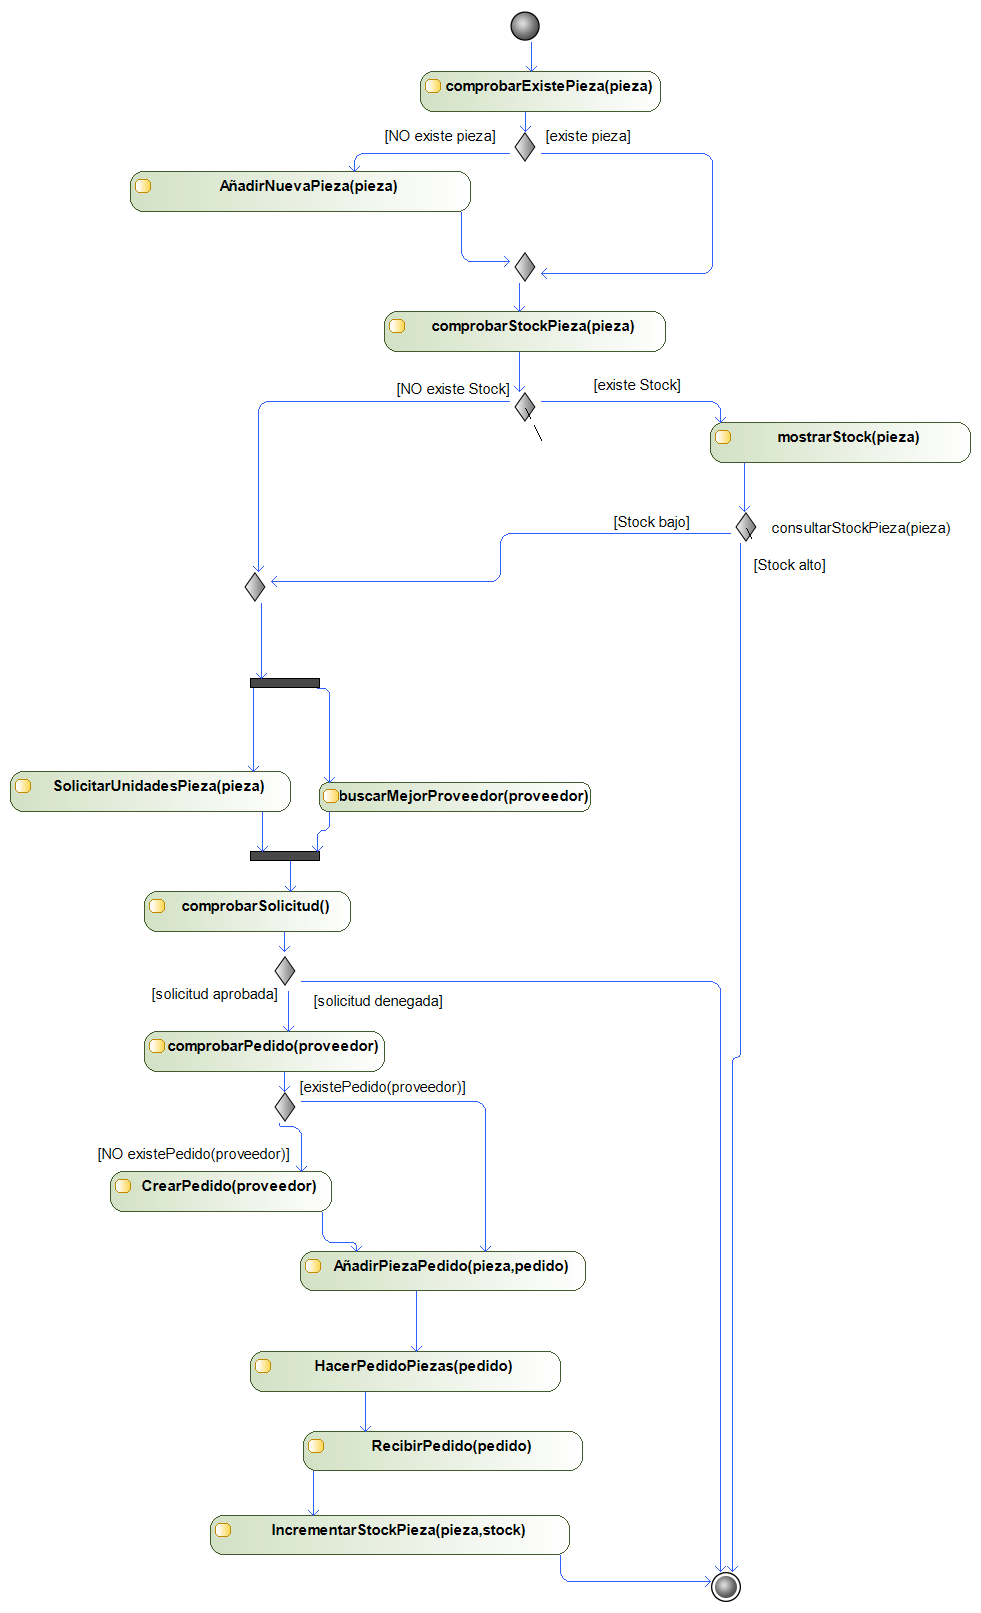 comprobarExistePieza(pieza)
[NO existe pieza]
[existe pieza]
AñadirNuevaPieza(pieza)
comprobarStockPieza(pieza)
[NO existe Stock]
[existe Stock]
mostrarStock(pieza)
[Stock bajo]
consultarStockPieza(pieza)
[Stock alto]
SolicitarUnidadesPieza(pieza)
buscarMejorProveedor(proveedor)
comprobarSolicitud()
[solicitud aprobada]
[solicitud denegada]
comprobarPedido(proveedor)
[existePedido(proveedor)]
[NO existePedido(proveedor)]
CrearPedido(proveedor)
AñadirPiezaPedido(pieza,pedido)
HacerPedidoPiezas(pedido)
RecibirPedido(pedido)
IncrementarStockPieza(pieza,stock)